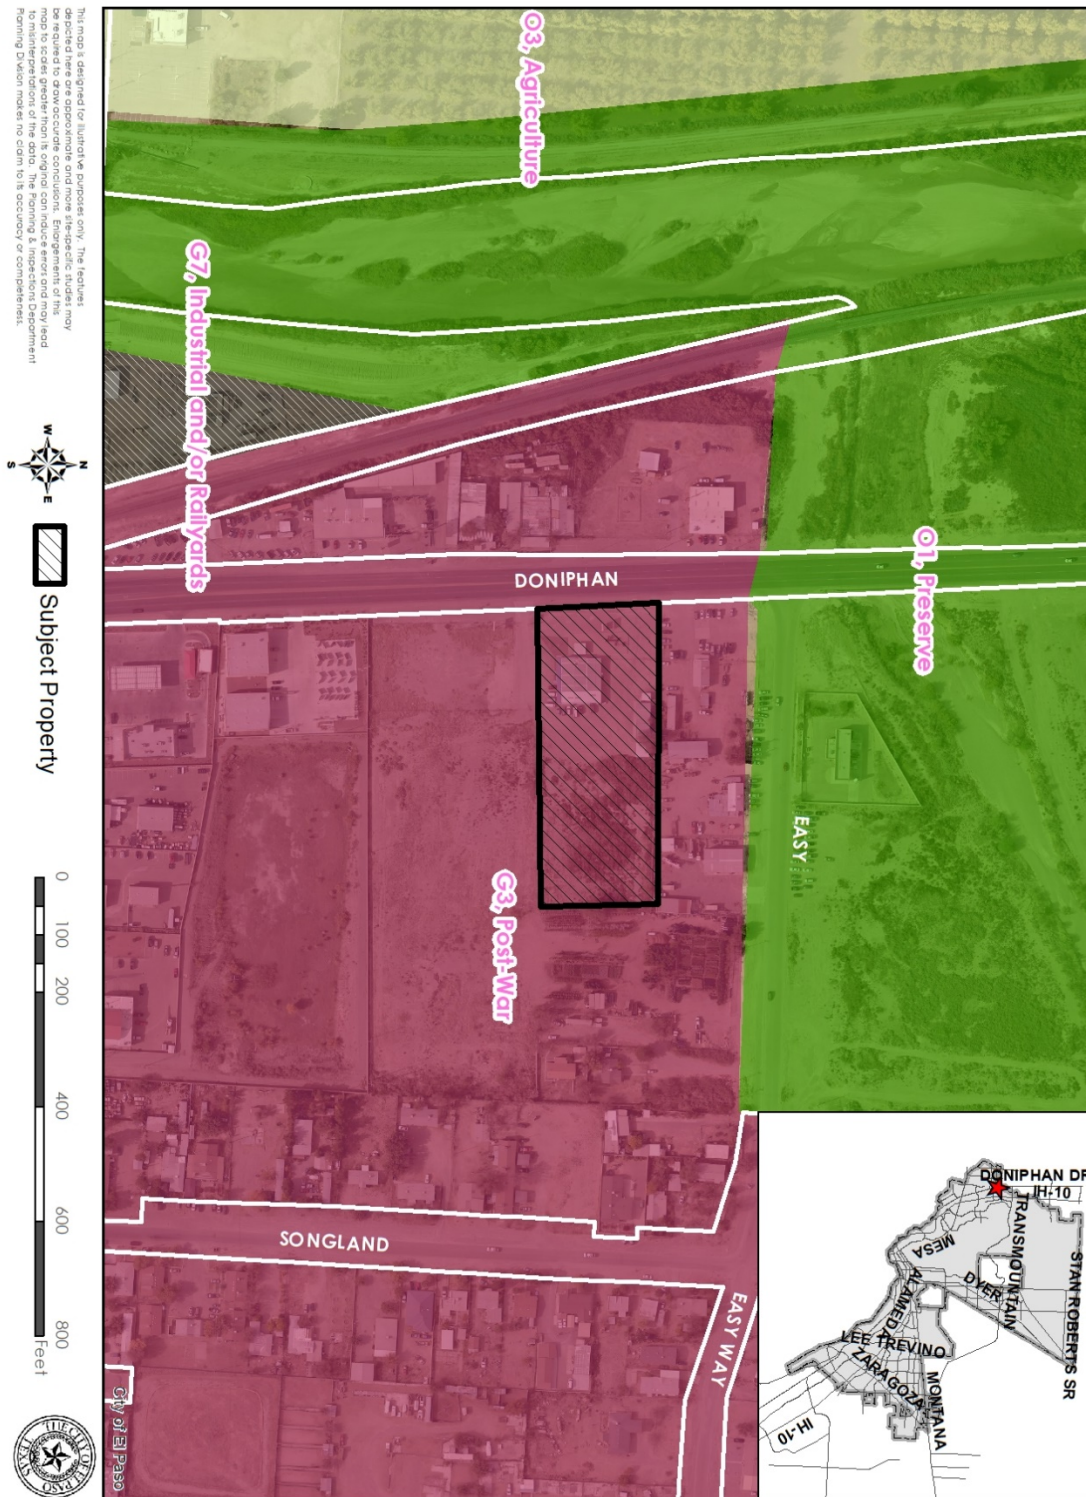 O3, Agriculture
G7, Industrial and/or Railyards
O1, Preserve
G3, Post-War
DONIPHAN
EASY
SONGLAND
EASY WAY
DONIPHAN DR
IH-10
TRANSMOUNTAIN
STAN ROBERTS SR
MESA
DYER
ALAMEDA
LEE TREVINO
ZARAGOZA
MONTANA
IH-10
City of El Paso
This map is designed for illustrative purposes only. The features
depicted here are approximate and more site-specific studies may
be required to draw accurate conclusions. Enlargements of this
map to scales greater than its original can induce errors and may lead
to misinterpretations of the data. The Planning & Inspections Department
Planning Division makes no claim to its accuracy or completeness.
N
W
E
S
Subject Property
0 100 200 400 600 800
Feet
THE CITY OF EL PASO
TEXAS